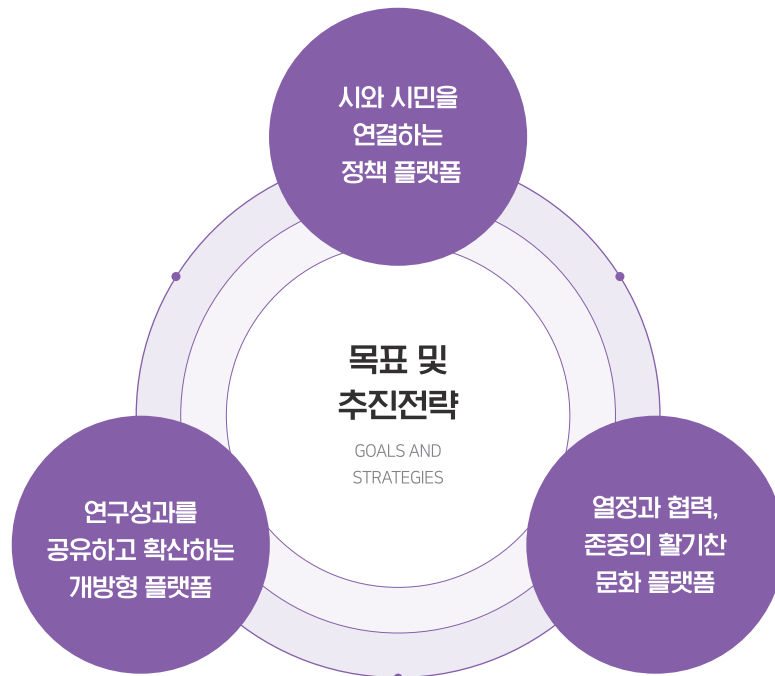 시와 시민을
연결하는
정책 플랫폼
목표 및
추진전략
GOALS AND
STRATEGIES
연구성과를
공유하고 확산하는
개방형 플랫폼
열정과 협력,
존중의 활기찬
문화 플랫폼